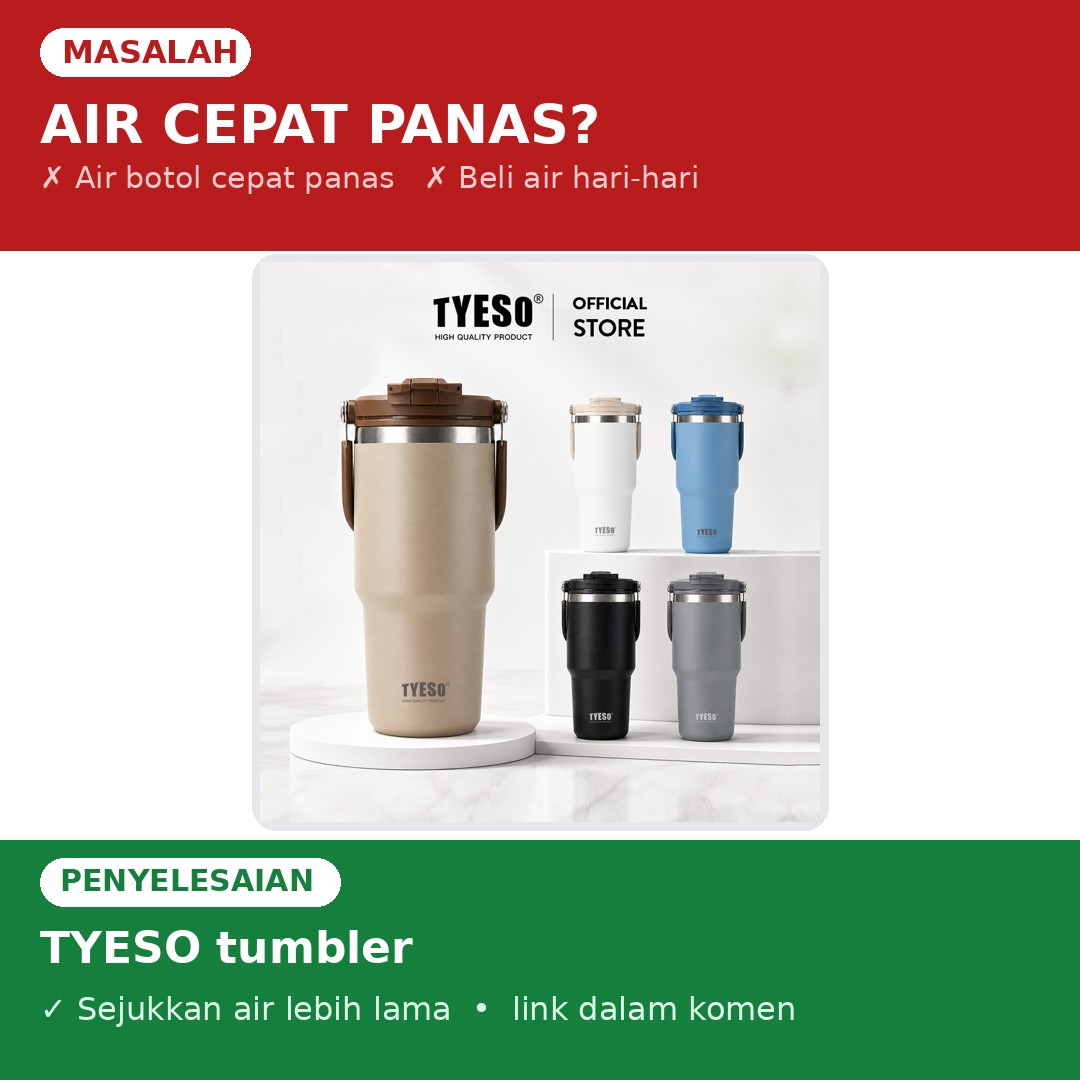 MASALAH
AIR CEPAT PANAS?
✗ Air botol cepat panas ✗ Beli air hari-hari
TYESO® OFFICIAL STORE
HIGH QUALITY PRODUCT
TYESO
TYESO
TYESO
TYESO
TYESO
PENYELESAIAN
TYESO tumbler
✓ Sejukkan air lebih lama • link dalam komen